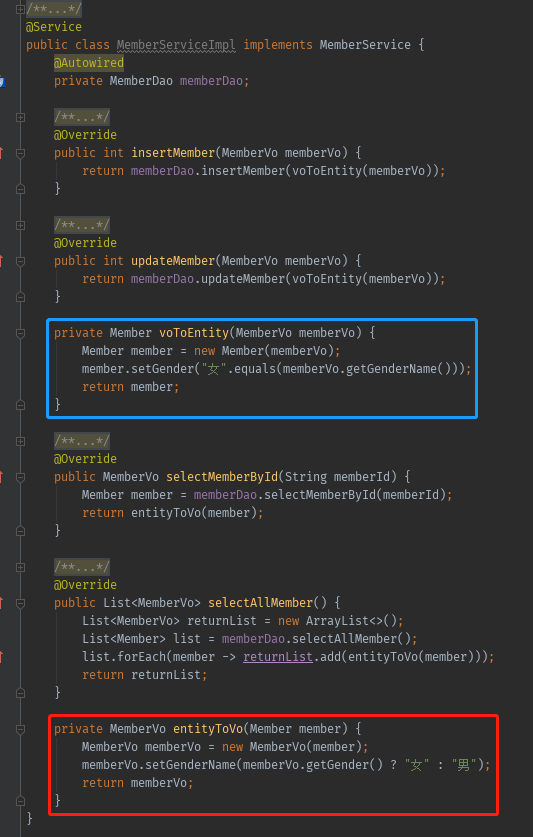 /**...*/
@Service
public class MemberServiceImpl implements MemberService {
@Autowired
private MemberDao memberDao;
/**...*/
@Override
public int insertMember(MemberVo memberVo) {
return memberDao.insertMember(voToEntity(memberVo));
}
/**...*/
@Override
public int updateMember(MemberVo memberVo) {
return memberDao.updateMember(voToEntity(memberVo));
}
private Member voToEntity(MemberVo memberVo) {
Member member = new Member(memberVo);
member.setGender("女".equals(memberVo.getGenderName()));
return member;
}
/**...*/
@Override
public MemberVo selectMemberById(String memberId) {
Member member = memberDao.selectMemberById(memberId);
return entityToVo(member);
}
/**...*/
@Override
public List<MemberVo> selectAllMember() {
List<MemberVo> returnList = new ArrayList<>();
List<Member> list = memberDao.selectAllMember();
list.forEach(member -> returnList.add(entityToVo(member)));
return returnList;
}
private MemberVo entityToVo(Member member) {
MemberVo memberVo = new MemberVo(member);
memberVo.setGenderName(memberVo.getGender() ? "女" : "男");
return memberVo;
}
}